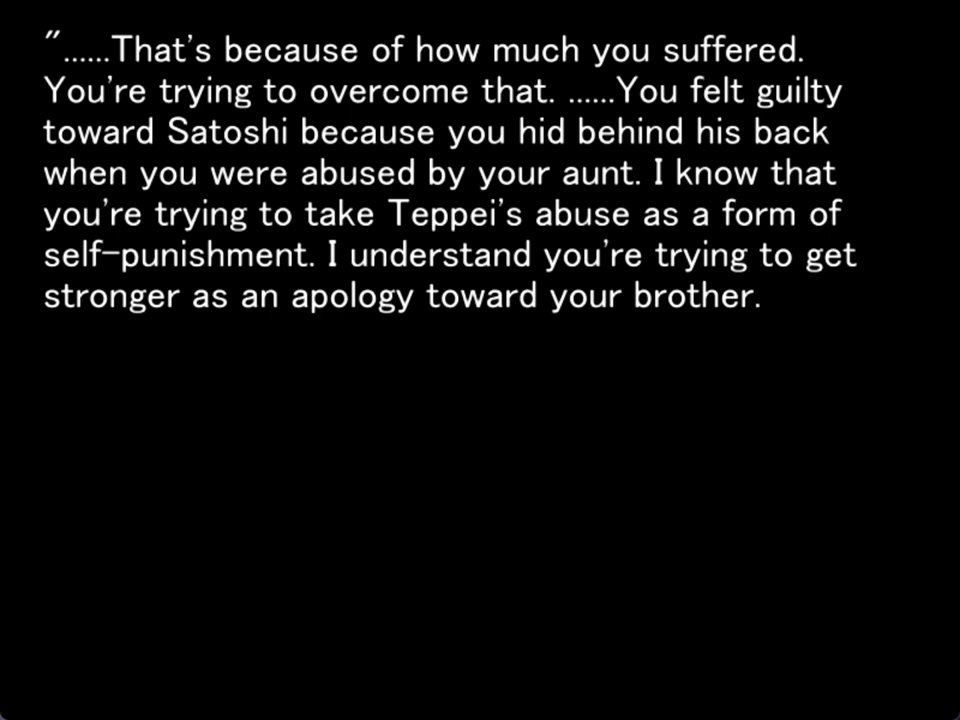 "......That's because of how much you suffered.
You're trying to overcome that. ......You felt guilty
toward Satoshi because you hid behind his back
when you were abused by your aunt. I know that
you're trying to take Teppei's abuse as a form of
self-punishment. I understand you're trying to get
stronger as an apology toward your brother.